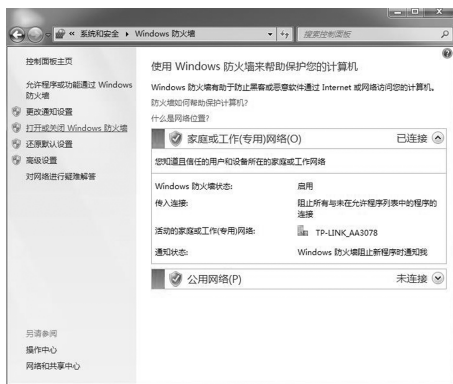 « 系统和安全 ▸ Windows 防火墙
搜索控制面板
控制面板主页
允许程序或功能通过 Windows
防火墙
更改通知设置
打开或关闭 Windows 防火墙
还原默认设置
高级设置
对网络进行疑难解答
另请参阅
操作中心
网络和共享中心
使用 Windows 防火墙来帮助保护您的计算机
Windows 防火墙有助于防止黑客或恶意软件通过 Internet 或网络访问您的计算机。
防火墙如何帮助保护计算机?
什么是网络位置?
家庭或工作(专用)网络(O) 已连接
您知道且信任的用户和设备所在的家庭或工作网络
Windows 防火墙状态: 启用
传入连接: 阻止所有与未在允许程序列表中的程序的
连接
活动的家庭或工作(专用)网络: TP-LINK_AA3078
通知状态: Windows 防火墙阻止新程序时通知我
公用网络(P) 未连接